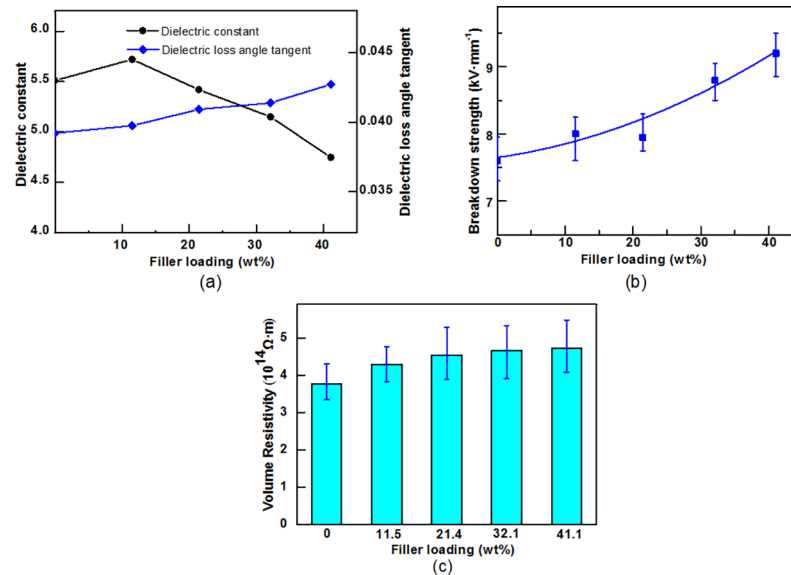 Dielectric constant
Dielectric loss angle tangent
6.0
5.5
5.0
4.5
4.0
Dielectric constant
0.045
0.040
0.035
Dielectric loss angle tangent
0
10
20
30
40
Filler loading (wt%)
(a)
9
8
7
Breakdown strength (kV·mm⁻¹)
0
10
20
30
40
Filler loading (wt%)
(b)
5
4
3
2
1
0
Volume Resistivity (10¹⁴Ω·m)
0
11.5
21.4
32.1
41.1
Filler loading (wt%)
(c)